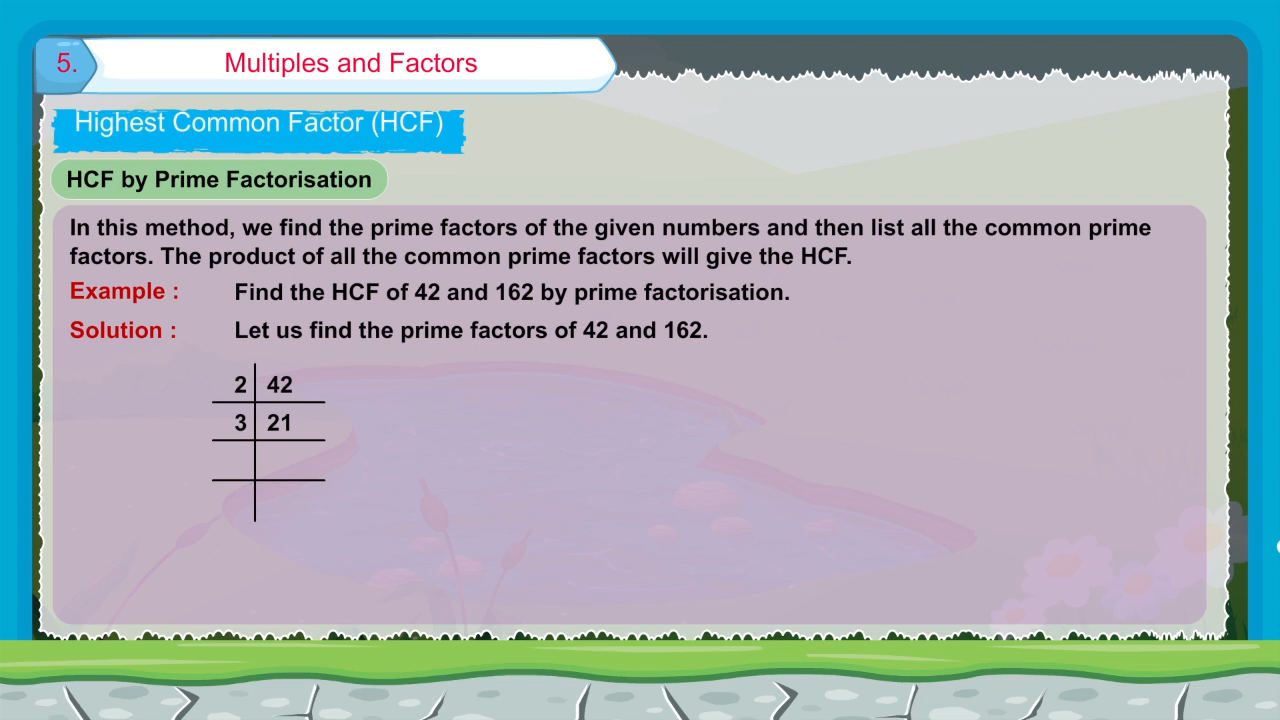 5. Multiples and Factors
Highest Common Factor (HCF)
HCF by Prime Factorisation
In this method, we find the prime factors of the given numbers and then list all the common prime
factors. The product of all the common prime factors will give the HCF.
Example : Find the HCF of 42 and 162 by prime factorisation.
Solution : Let us find the prime factors of 42 and 162.
2 42
3 21